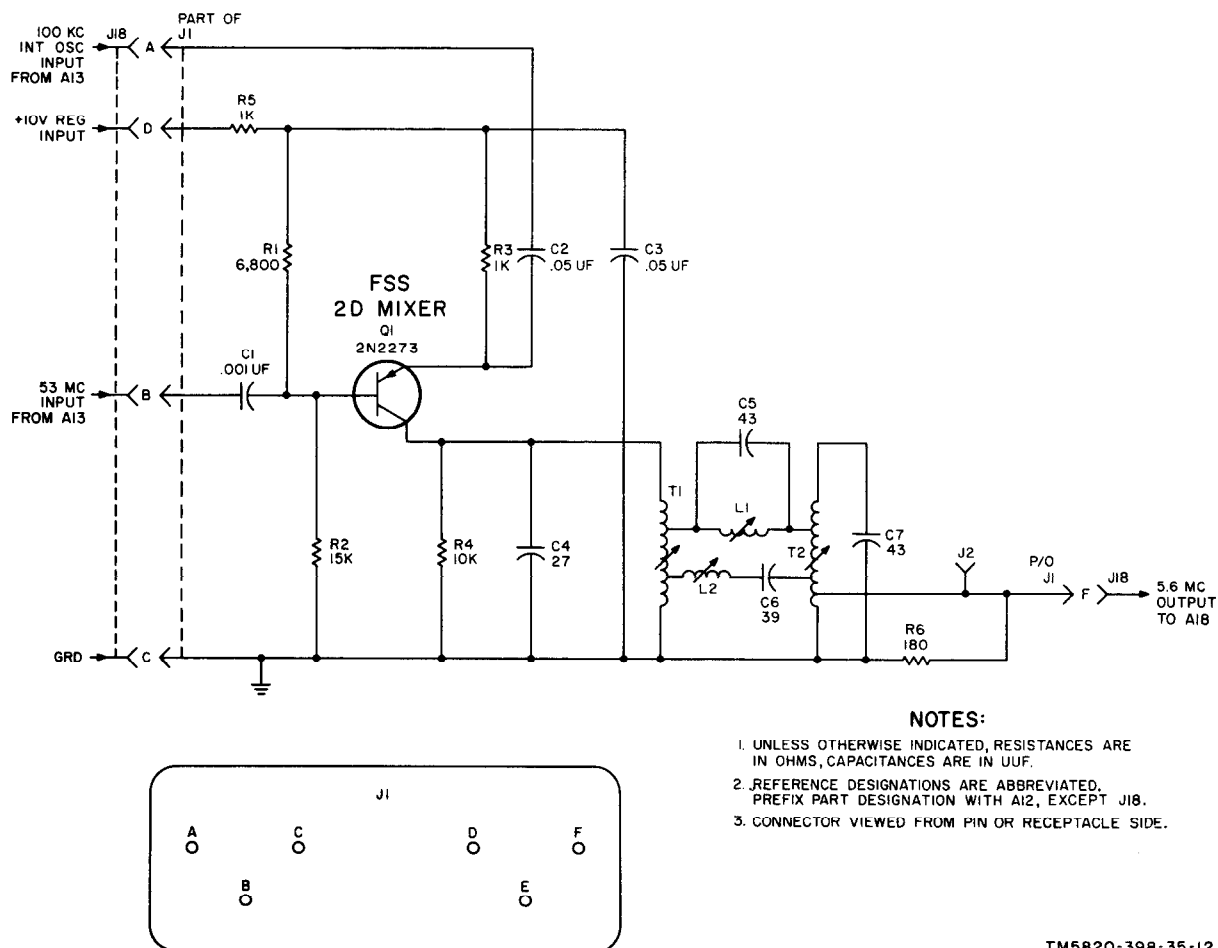 100 KC
INT OSC
INPUT
FROM A13
J18
A
PART OF
J1
+10V REG
INPUT
D
R5
1K
R1
6,800
R3
1K
C2
.05 UF
C3
.05 UF
FSS
2D MIXER
Q1
2N2273
C1
.001 UF
53 MC
INPUT
FROM A13
B
C5
43
T1
L1
R2
15K
R4
10K
C4
27
L2
C6
39
T2
C7
43
J2
P/O
J1
F
J18
5.6 MC
OUTPUT
TO A18
R6
180
GRD
C
NOTES:
1. UNLESS OTHERWISE INDICATED, RESISTANCES ARE
IN OHMS, CAPACITANCES ARE IN UUF.
2. REFERENCE DESIGNATIONS ARE ABBREVIATED.
PREFIX PART DESIGNATION WITH A12, EXCEPT J18.
3. CONNECTOR VIEWED FROM PIN OR RECEPTACLE SIDE.
J1
A
C
D
F
B
E
TM5820-398-35-12